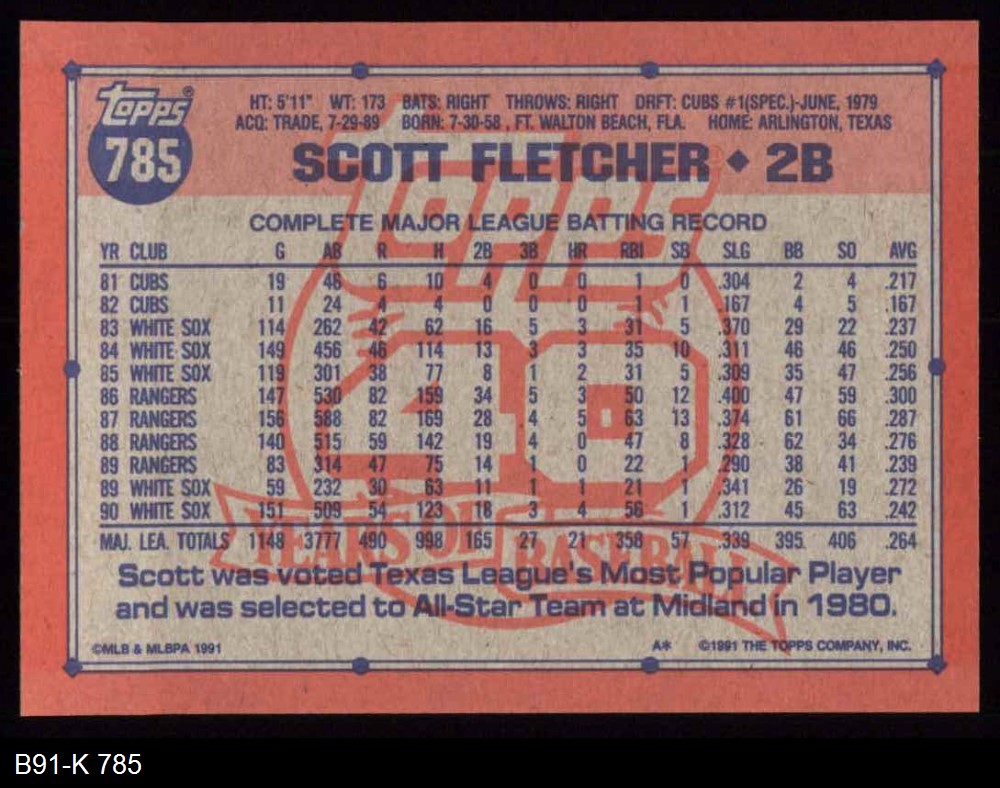 Topps®
785
HT: 5'11" WT: 173 BATS: RIGHT THROWS: RIGHT DRFT: CUBS #1(SPEC.)-JUNE, 1979
ACQ: TRADE, 7-29-89 BORN: 7-30-58, FT. WALTON BEACH, FLA. HOME: ARLINGTON, TEXAS
SCOTT FLETCHER ◆ 2B
COMPLETE MAJOR LEAGUE BATTING RECORD
YR CLUB G AB R H 2B 3B HR RBI SB SLG BB SO AVG
81 CUBS 19 46 6 10 4 0 0 1 0 .304 2 4 .217
82 CUBS 11 24 4 4 0 0 0 1 1 .167 4 5 .167
83 WHITE SOX 114 262 42 62 16 5 3 31 5 .370 29 22 .237
84 WHITE SOX 149 456 46 114 13 3 3 35 10 .311 46 46 .250
85 WHITE SOX 119 301 38 77 8 1 2 31 5 .309 35 47 .256
86 RANGERS 147 530 82 159 34 5 3 50 12 .400 47 59 .300
87 RANGERS 156 588 82 169 28 4 5 63 13 .374 61 66 .287
88 RANGERS 140 515 59 142 19 4 0 47 8 .328 62 34 .276
89 RANGERS 83 314 47 75 14 1 0 22 1 .290 38 41 .239
89 WHITE SOX 59 232 30 63 11 1 1 21 1 .341 26 19 .272
90 WHITE SOX 151 509 54 123 18 3 4 56 1 .312 45 63 .242
MAJ. LEA. TOTALS 1148 3777 490 998 165 27 21 358 57 .339 395 406 .264
Topps®
40
YEARS OF BASEBALL
Scott was voted Texas League's Most Popular Player
and was selected to All-Star Team at Midland in 1980.
©MLB & MLBPA 1991 A* ©1991 THE TOPPS COMPANY, INC.
B91-K 785